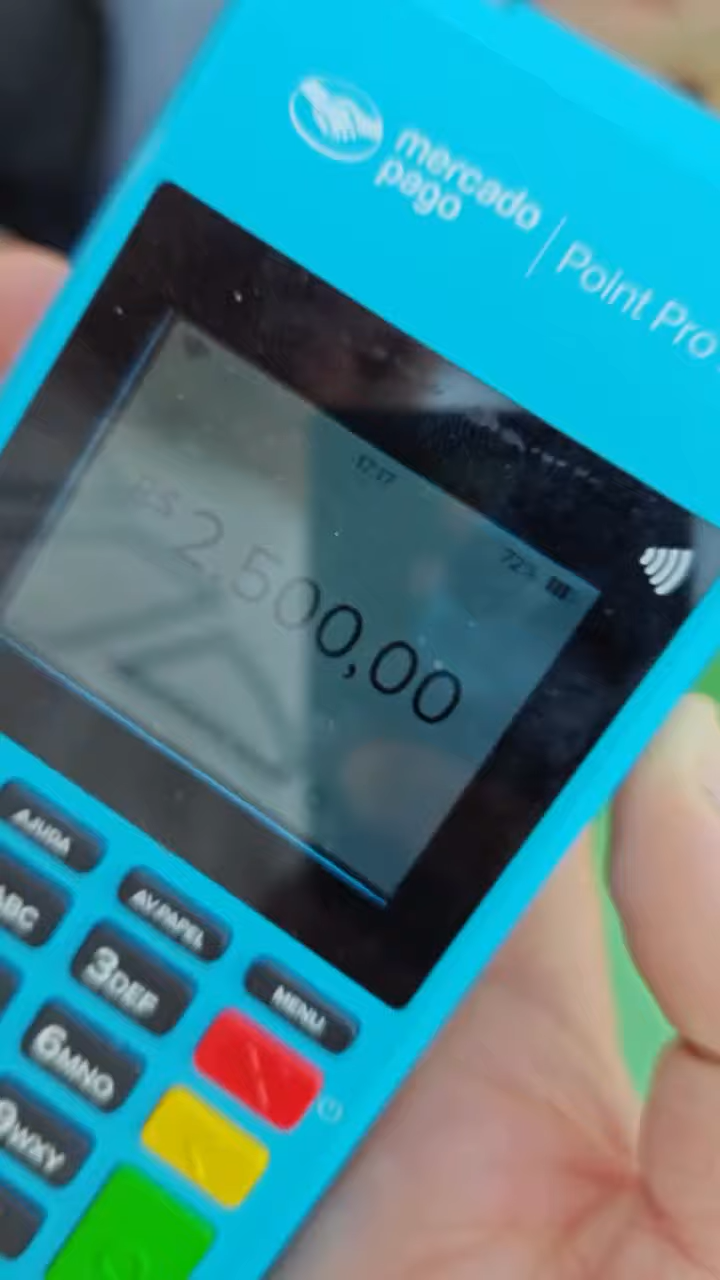 mercado
pago
Point Pro
17:17
72%
R$ 2.500,00
AJUDA
AV.PAPEL
MENU
ABC
3DEF
6MNO
9WXY